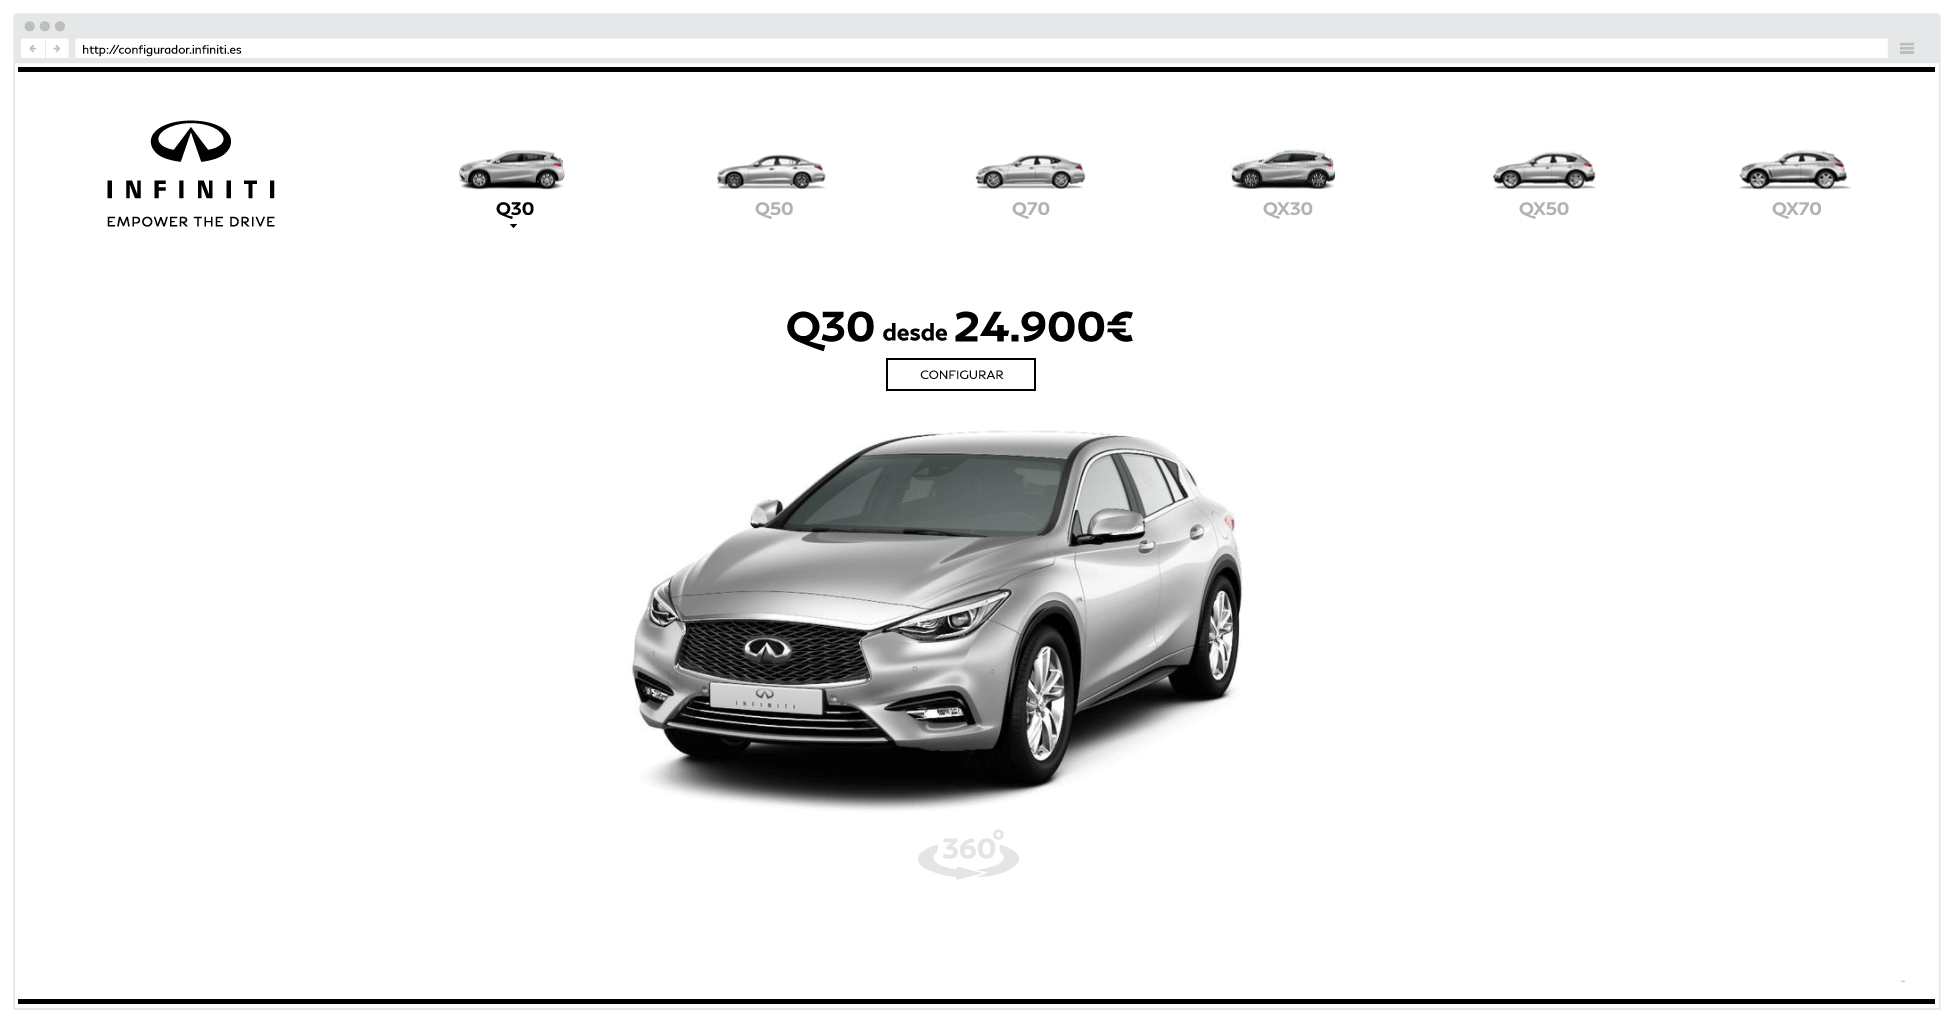 http://configurador.infiniti.es
INFINITI
EMPOWER THE DRIVE
Q30
Q50
Q70
QX30
QX50
QX70
Q30 desde 24.900€
CONFIGURAR
INFINITI
360°